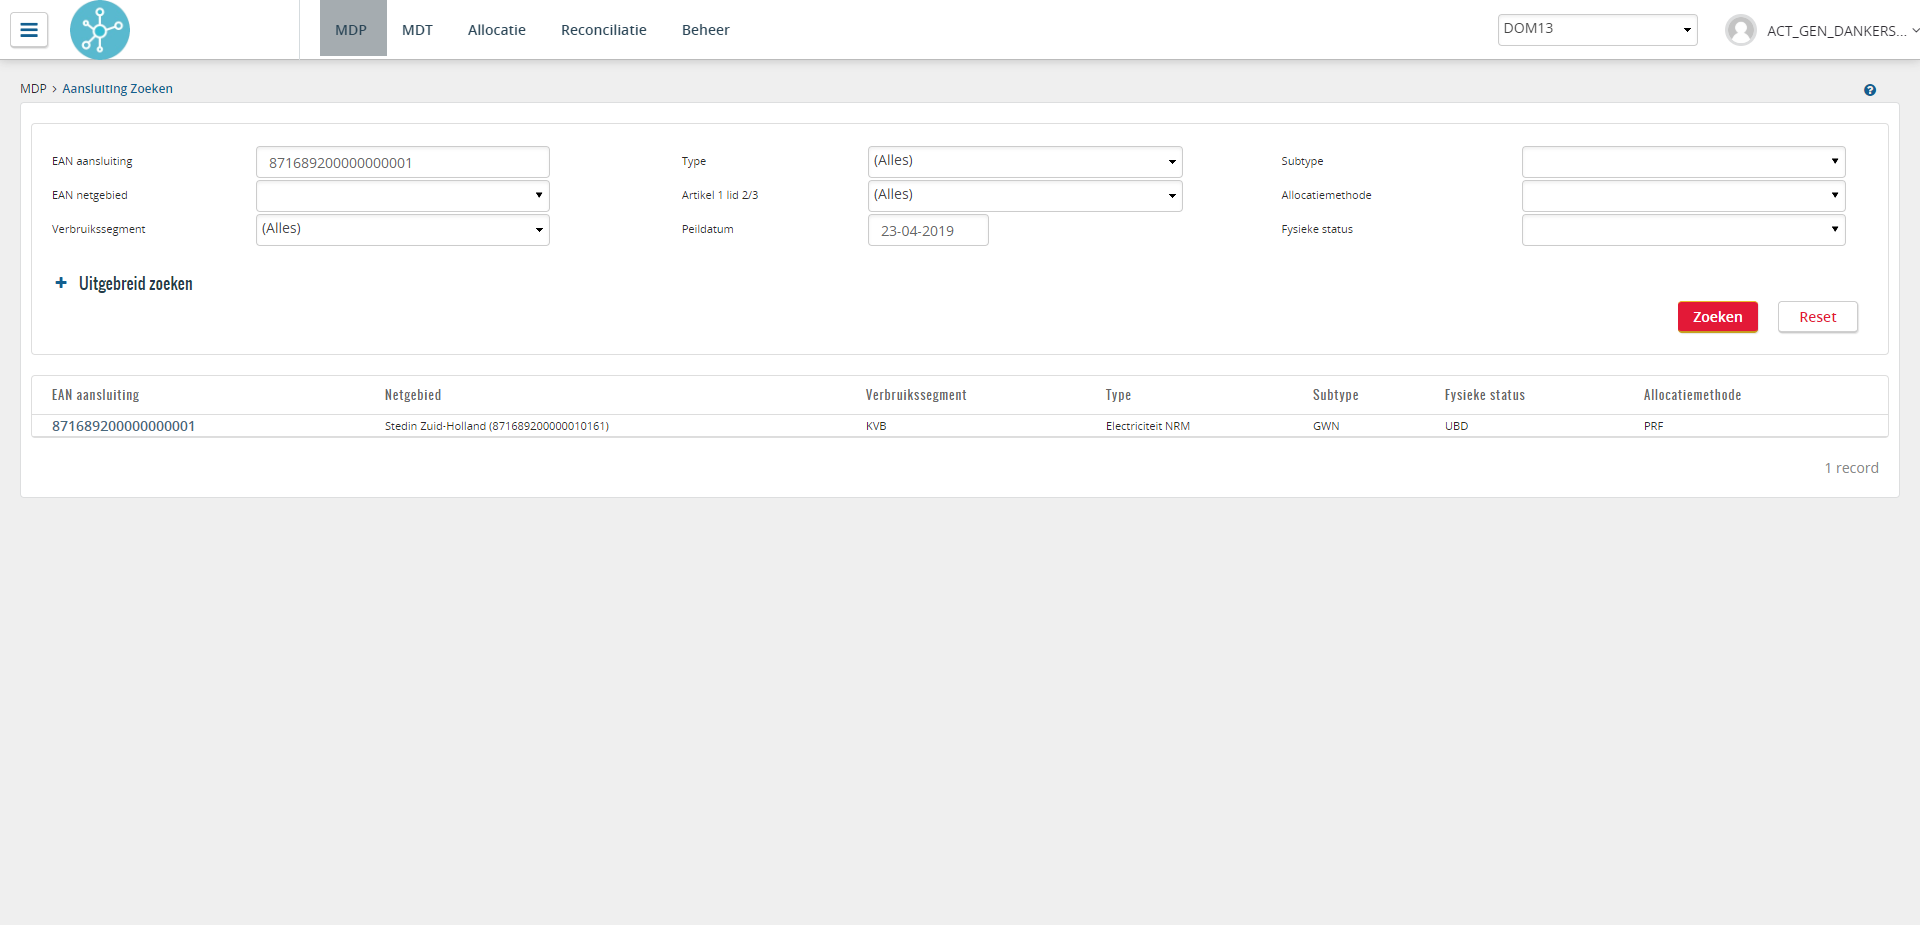 MDP MDT Allocatie Reconciliatie Beheer DOM13 ACT_GEN_DANKERS...
MDP > Aansluiting Zoeken
EAN aansluiting 871689200000000001 Type (Alles) Subtype
EAN netgebied Artikel 1 lid 2/3 (Alles) Allocatiemethode
Verbruikssegment (Alles) Peildatum 23-04-2019 Fysieke status
+ Uitgebreid zoeken
Zoeken Reset
EAN aansluiting Netgebied Verbruikssegment Type Subtype Fysieke status Allocatiemethode
871689200000000001 Stedin Zuid-Holland (871689200000010161) KVB Electriciteit NRM GWN UBD PRF
1 record